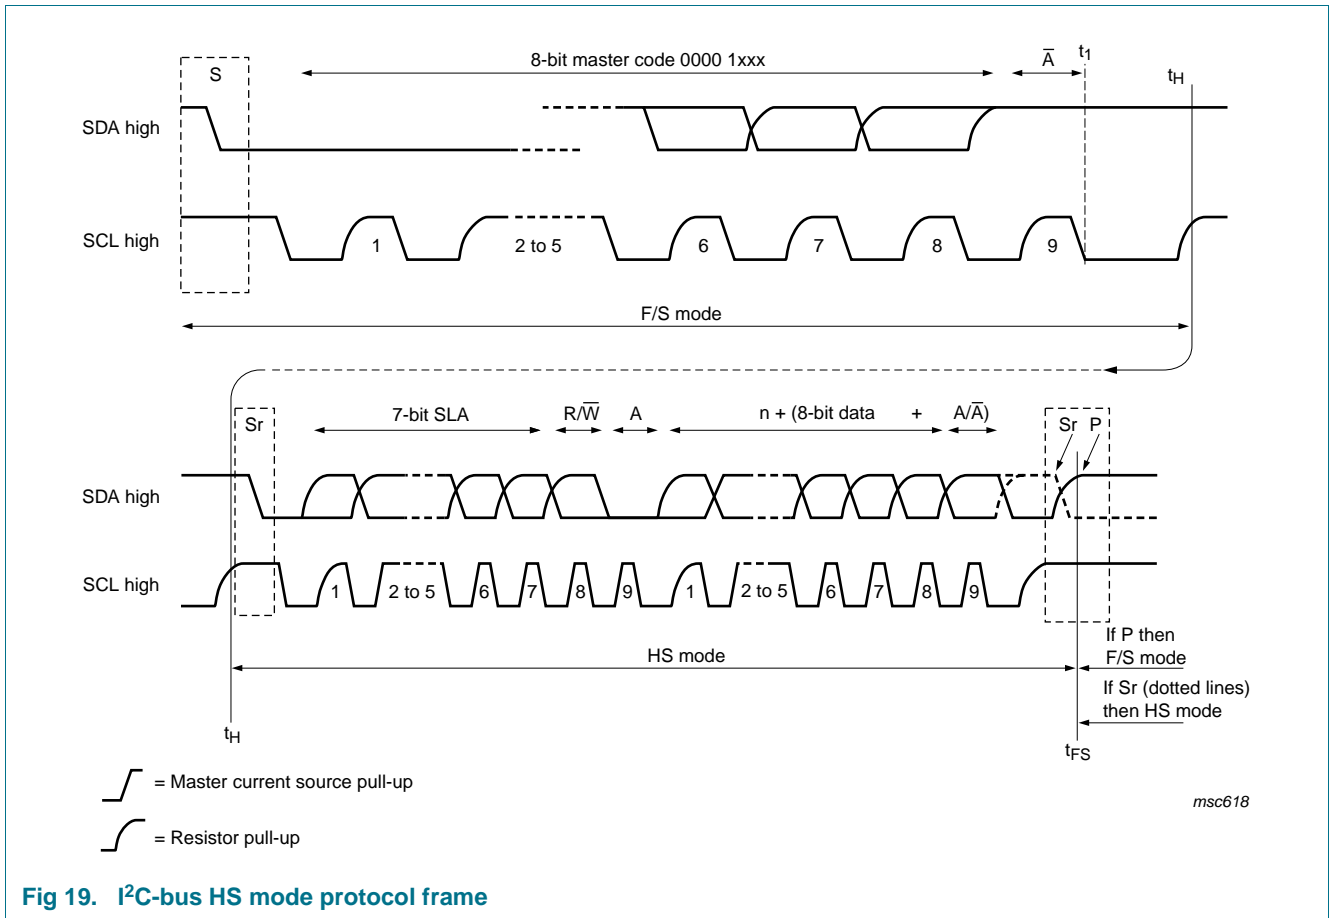 S
8-bit master code 0000 1xxx
A̅
t1
tH
SDA high
SCL high
1
2 to 5
6
7
8
9
F/S mode
Sr
7-bit SLA
R/W̅
A
n + (8-bit data + A/A̅)
Sr P
SDA high
SCL high
1
2 to 5
6
7
8
9
1
2 to 5
6
7
8
9
If P then
F/S mode
HS mode
If Sr (dotted lines)
then HS mode
tH
tFS
= Master current source pull-up
msc618
= Resistor pull-up
Fig 19. I²C-bus HS mode protocol frame